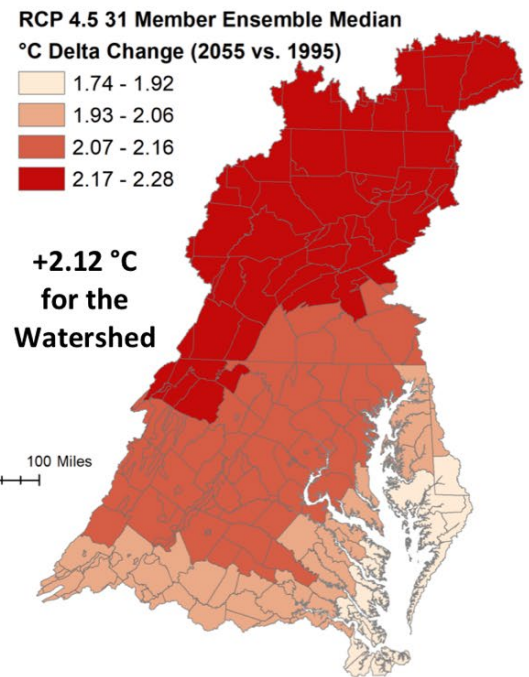 RCP 4.5 31 Member Ensemble Median
°C Delta Change (2055 vs. 1995)
1.74 - 1.92
1.93 - 2.06
2.07 - 2.16
2.17 - 2.28
+2.12 °C
for the
Watershed
100 Miles